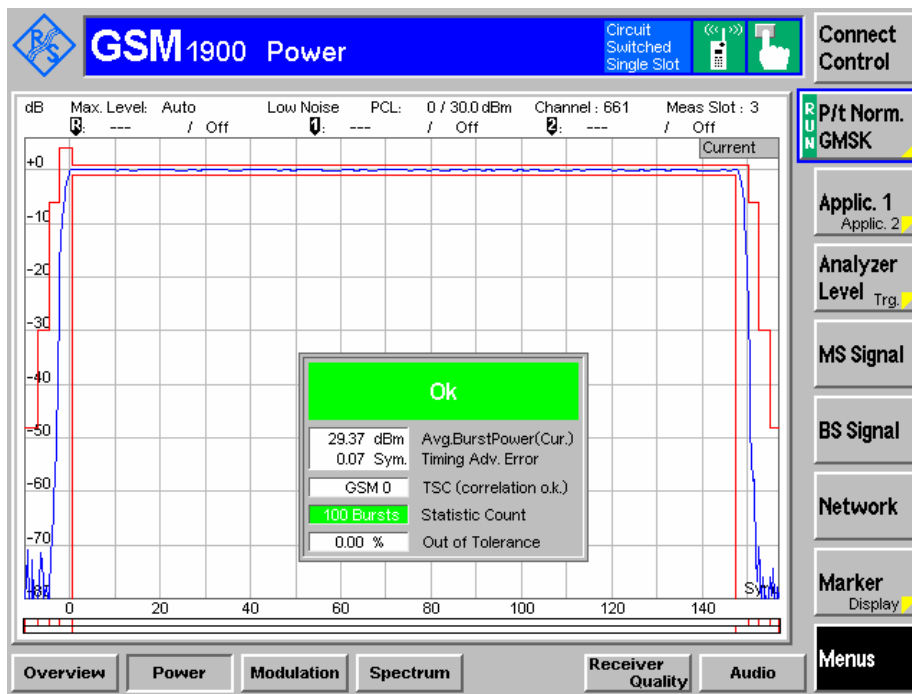 R&S
GSM 1900 Power
Circuit
Switched
Single Slot
Connect
Control
dB Max. Level: Auto Low Noise PCL: 0 / 30.0 dBm Channel : 661 Meas Slot : 3
R: --- / Off 1: --- / Off 2: --- / Off
Current
RUN
P/t Norm.
GMSK
Applic. 1
Applic. 2
Analyzer
Level Trg.
MS Signal
BS Signal
Network
Marker
Display
Menus
+0
-10
-20
-30
-40
-50
-60
-70
Ok
29.37 dBm Avg.BurstPower(Cur.)
0.07 Sym. Timing Adv. Error
GSM 0 TSC (correlation o.k.)
100 Bursts Statistic Count
0.00 % Out of Tolerance
0 20 40 60 80 100 120 140
Overview Power Modulation Spectrum Receiver Quality Audio